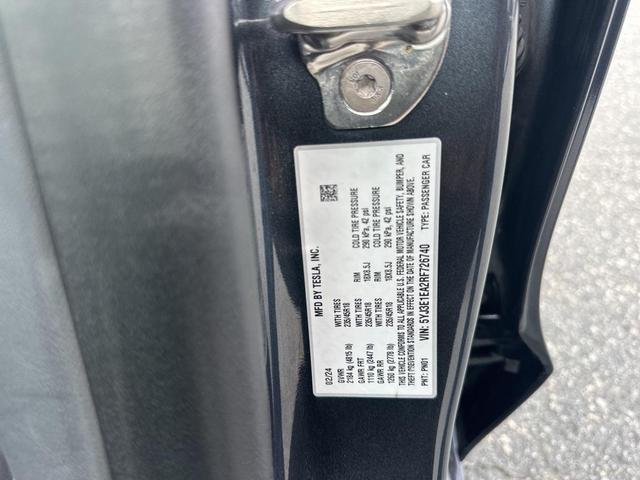 MFD BY TESLA, INC.
02/24
GVWR WITH TIRES RIM COLD TIRE PRESSURE
2184 kg (4815 lb) 235/45R18 18X8.5J 290 kPa, 42 psi
GAWR FRT WITH TIRES RIM COLD TIRE PRESSURE
1110 kg (2447 lb) 235/45R18 18X8.5J 290 kPa, 42 psi
GAWR RR
1260 kg (2778 lb)
THIS VEHICLE CONFORMS TO ALL APPLICABLE U.S. FEDERAL MOTOR VEHICLE SAFETY, BUMPER, AND
THEFT PREVENTION STANDARDS IN EFFECT ON THE DATE OF MANUFACTURE SHOWN ABOVE.
PNT: PN01 VIN: 5YJ3E1EA2RF726740 TYPE: PASSENGER CAR